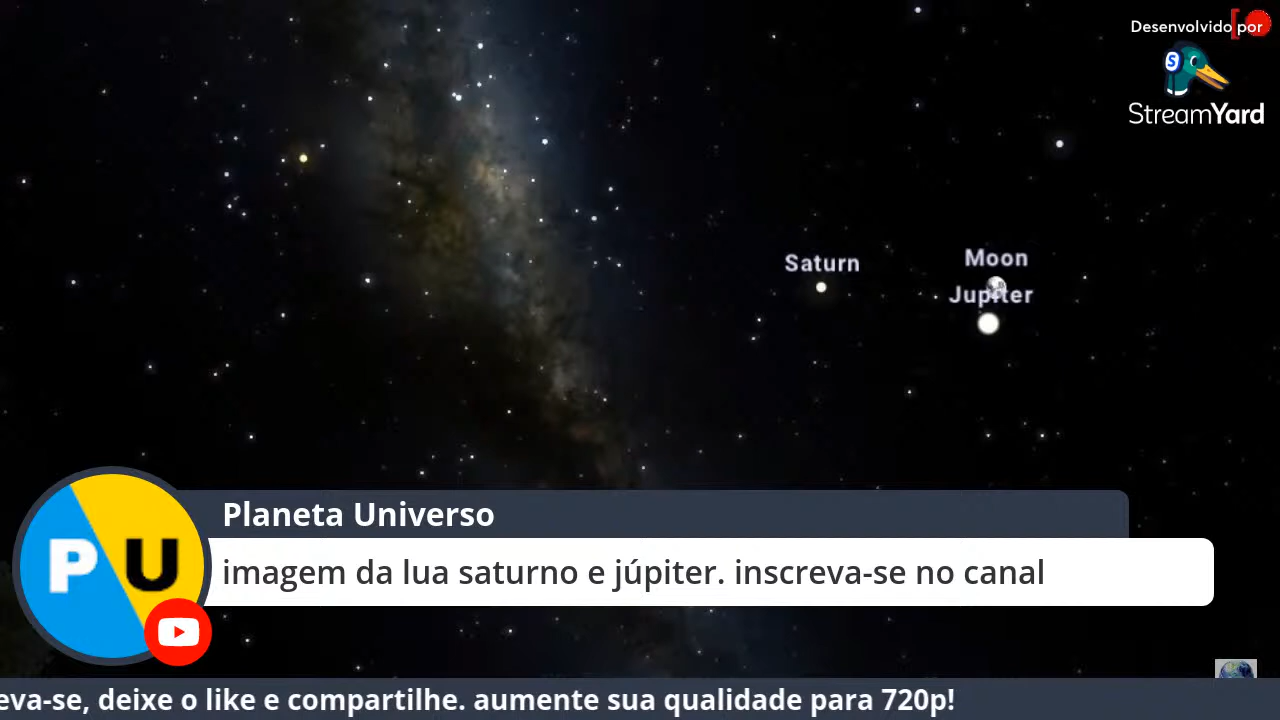 Desenvolvido por
S
StreamYard
Saturn
Moon
Jupiter
Planeta Universo
PU
imagem da lua saturno e júpiter. inscreva-se no canal
eva-se, deixe o like e compartilhe. aumente sua qualidade para 720p!